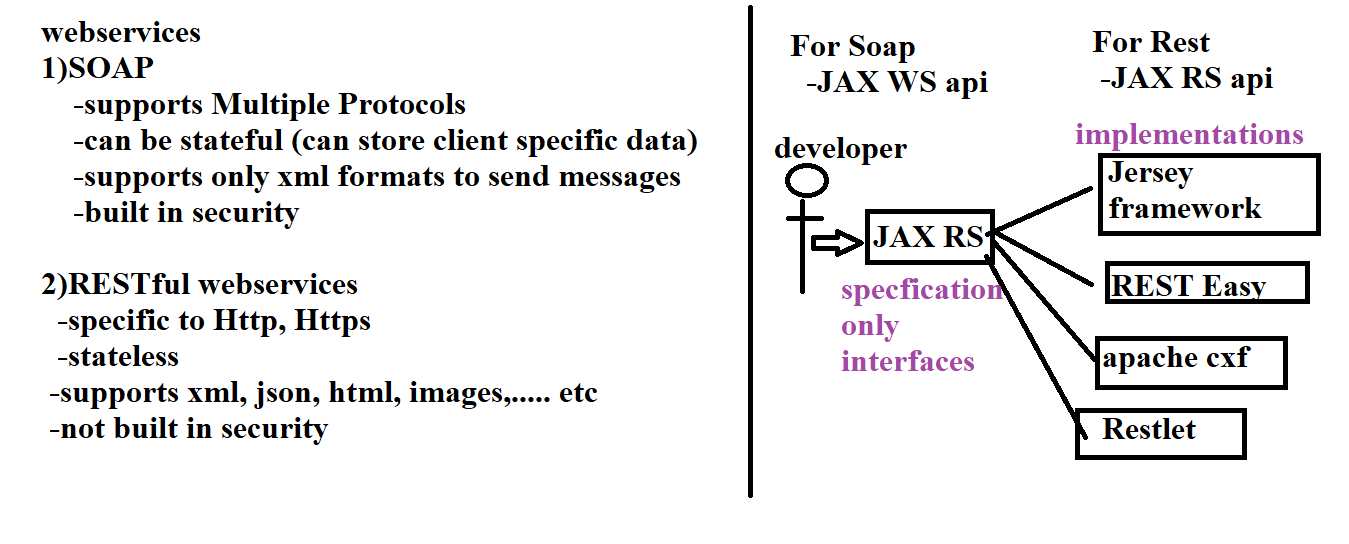 webservices
1)SOAP
-supports Multiple Protocols
-can be stateful (can store client specific data)
-supports only xml formats to send messages
-built in security
2)RESTful webservices
-specific to Http, Https
-stateless
-supports xml, json, html, images,..... etc
-not built in security
For Soap
-JAX WS api
For Rest
-JAX RS api
developer
JAX RS
specfication
only
interfaces
implementations
Jersey
framework
REST Easy
apache cxf
Restlet